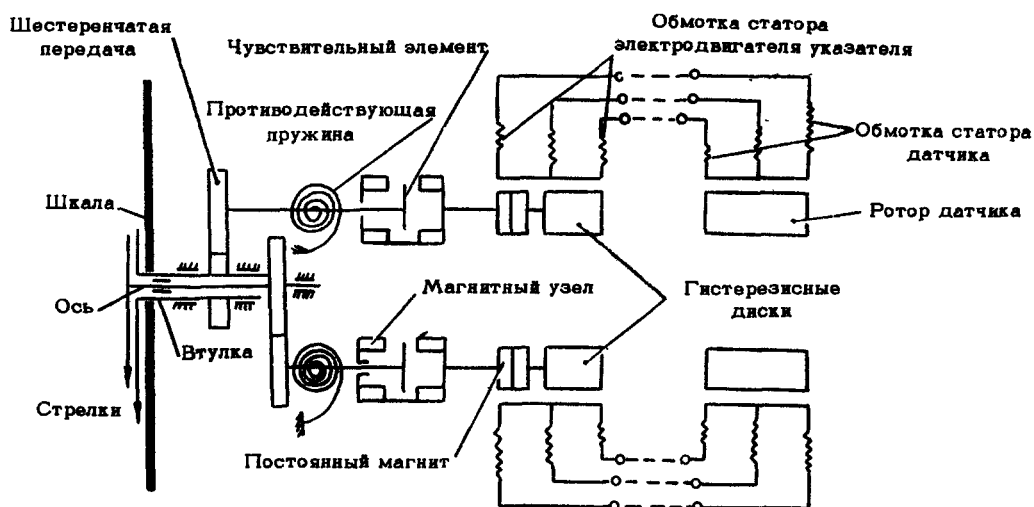 Шестеренчатая
передача
Чувствительный элемент
Обмотка статора
электродвигателя указателя
Противодействующая
пружина
Обмотка статора
датчика
Шкала
Ротор датчика
Ось
Магнитный узел
Гистерезисные
диски
Втулка
Стрелки
Постоянный магнит